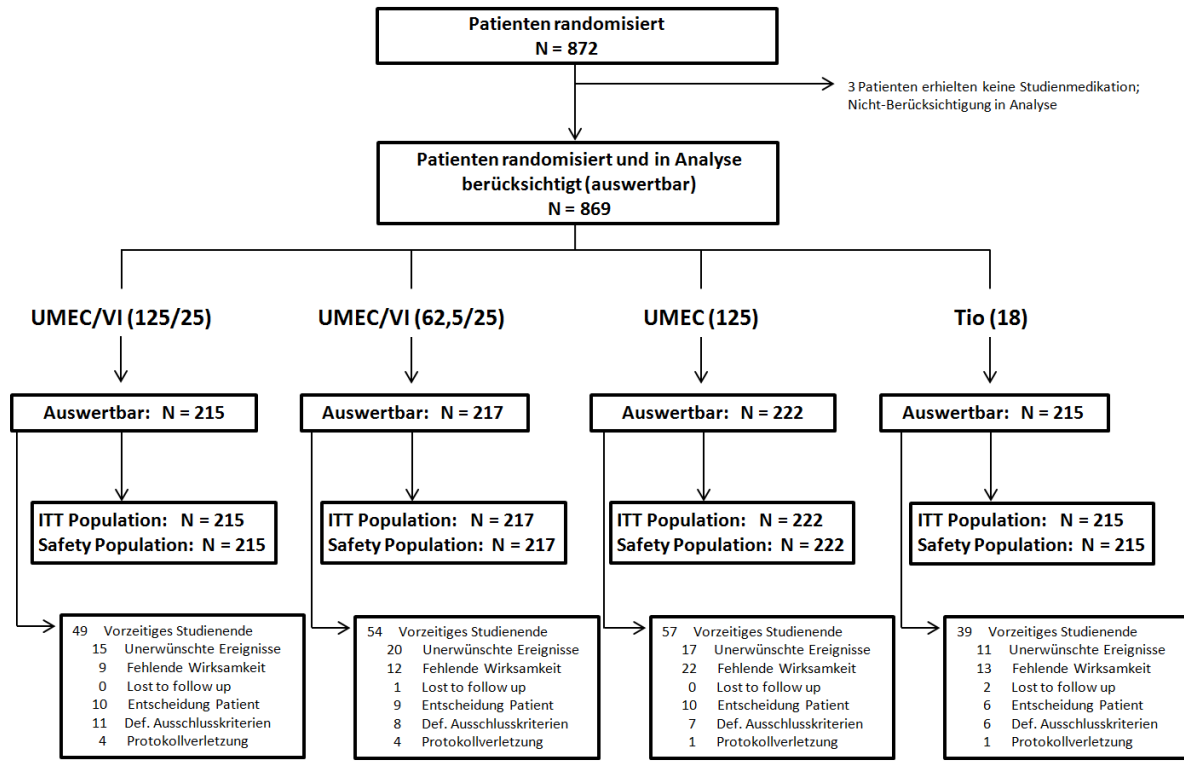 Patienten randomisiert
N = 872
3 Patienten erhielten keine Studienmedikation;
Nicht-Berücksichtigung in Analyse
Patienten randomisiert und in Analyse
berücksichtigt (auswertbar)
N = 869
UMEC/VI (125/25)
UMEC/VI (62,5/25)
UMEC (125)
Tio (18)
Auswertbar: N = 215
Auswertbar: N = 217
Auswertbar: N = 222
Auswertbar: N = 215
ITT Population: N = 215
Safety Population: N = 215
ITT Population: N = 217
Safety Population: N = 217
ITT Population: N = 222
Safety Population: N = 222
ITT Population: N = 215
Safety Population: N = 215
49 Vorzeitiges Studienende
15 Unerwünschte Ereignisse
9 Fehlende Wirksamkeit
0 Lost to follow up
10 Entscheidung Patient
11 Def. Ausschlusskriterien
4 Protokollverletzung
54 Vorzeitiges Studienende
20 Unerwünschte Ereignisse
12 Fehlende Wirksamkeit
1 Lost to follow up
9 Entscheidung Patient
8 Def. Ausschlusskriterien
4 Protokollverletzung
57 Vorzeitiges Studienende
17 Unerwünschte Ereignisse
22 Fehlende Wirksamkeit
0 Lost to follow up
10 Entscheidung Patient
7 Def. Ausschlusskriterien
1 Protokollverletzung
39 Vorzeitiges Studienende
11 Unerwünschte Ereignisse
13 Fehlende Wirksamkeit
2 Lost to follow up
6 Entscheidung Patient
6 Def. Ausschlusskriterien
1 Protokollverletzung